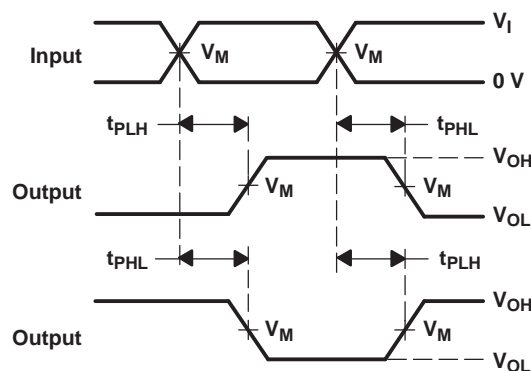 V_I
Input V_M V_M
0 V
t_PLH t_PHL
V_OH
Output V_M V_M
V_OL
t_PHL t_PLH
V_OH
Output V_M V_M
V_OL